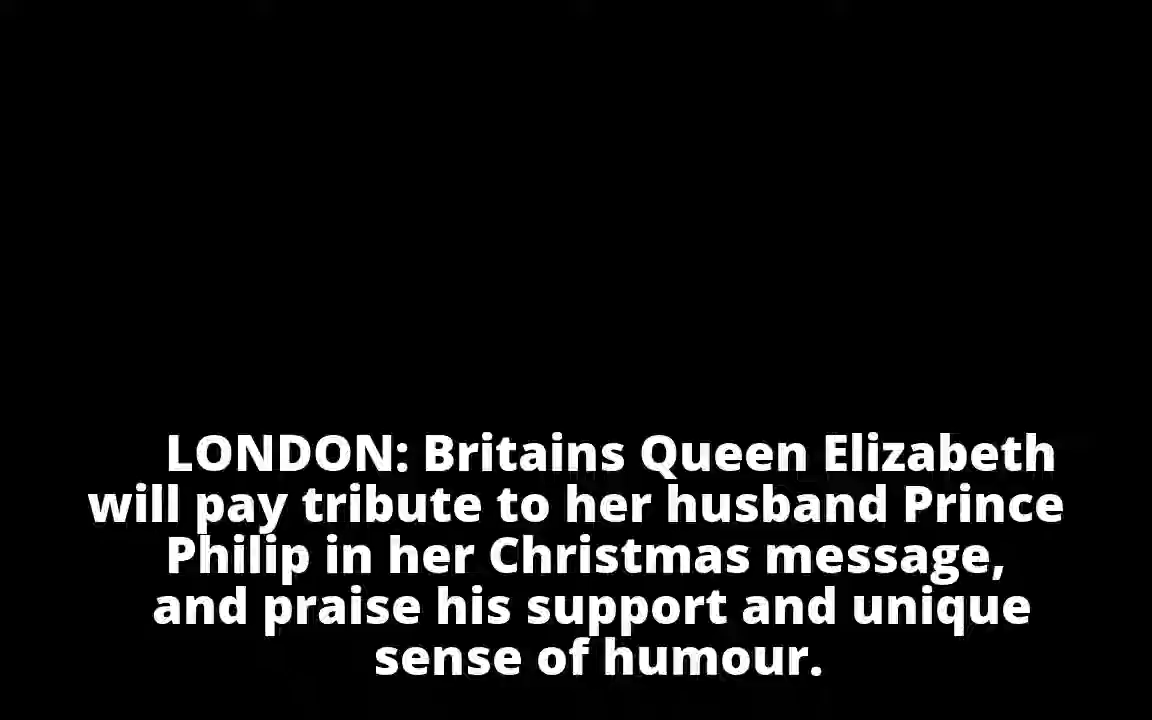 LONDON: Britains Queen Elizabeth
will pay tribute to her husband Prince
Philip in her Christmas message,
and praise his support and unique
sense of humour.